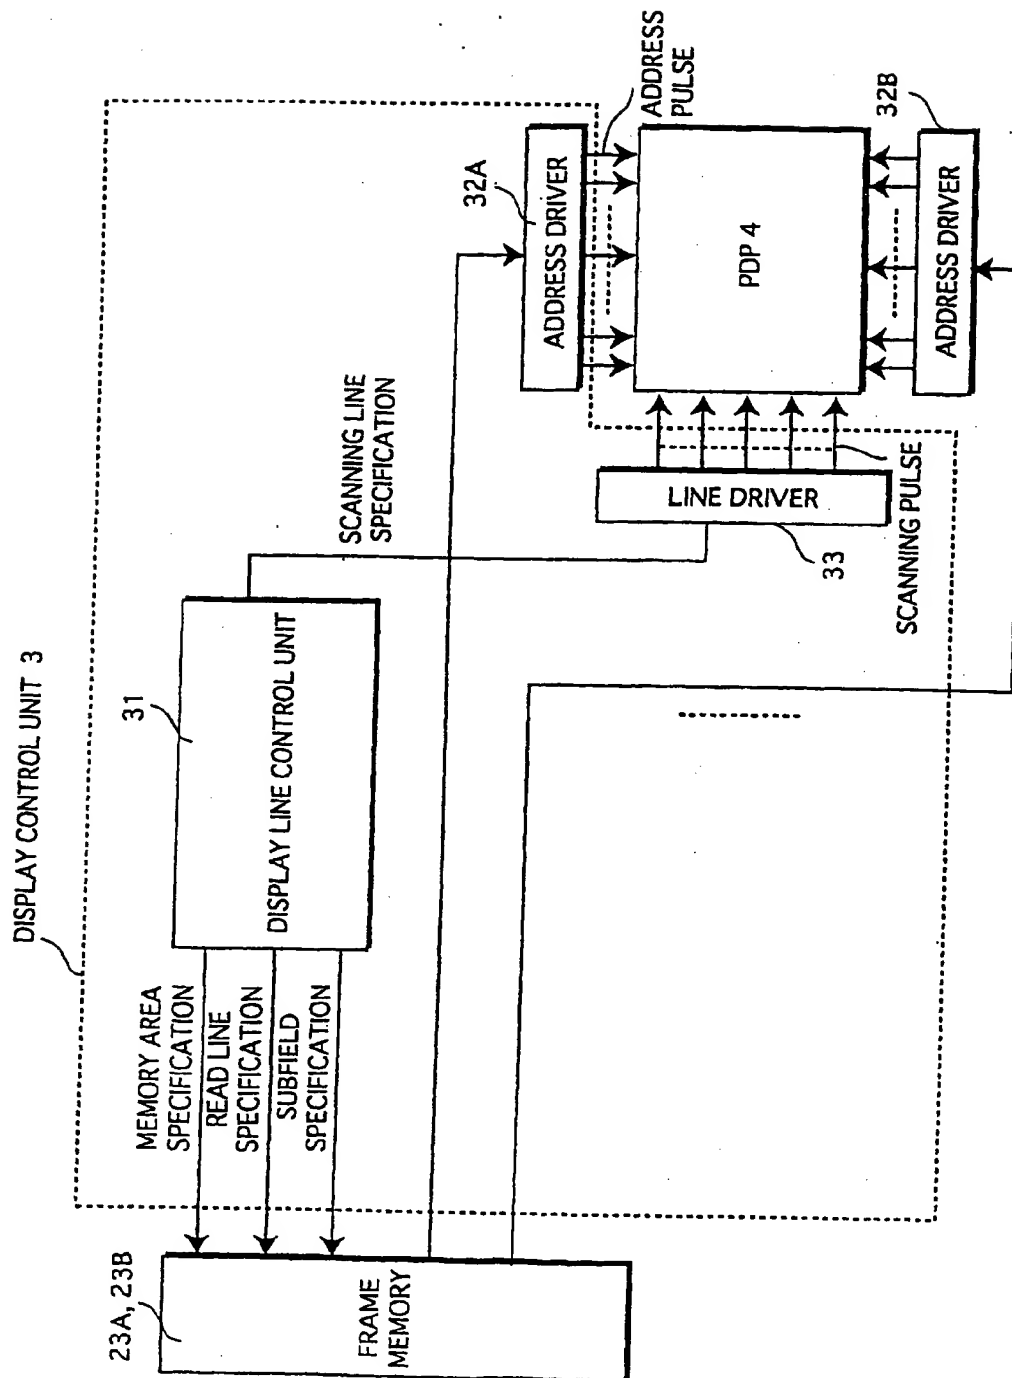 DISPLAY CONTROL UNIT 3
23A, 23B
FRAME
MEMORY
MEMORY AREA
SPECIFICATION
READ LINE
SPECIFICATION
SUBFIELD
SPECIFICATION
31
DISPLAY LINE CONTROL UNIT
SCANNING LINE
SPECIFICATION
32A
ADDRESS DRIVER
ADDRESS
PULSE
LINE DRIVER
33
SCANNING PULSE
PDP 4
32B
ADDRESS DRIVER